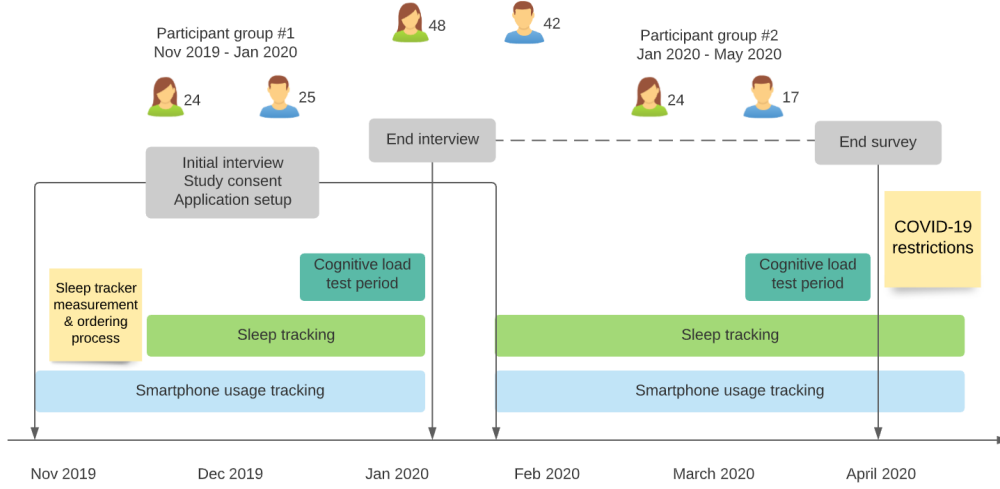 48
42
Participant group #1
Nov 2019 - Jan 2020
24
25
Participant group #2
Jan 2020 - May 2020
24
17
End interview
End survey
Initial interview
Study consent
Application setup
COVID-19
restrictions
Cognitive load
test period
Cognitive load
test period
Sleep tracker
measurement
& ordering
process
Sleep tracking
Sleep tracking
Smartphone usage tracking
Smartphone usage tracking
Nov 2019
Dec 2019
Jan 2020
Feb 2020
March 2020
April 2020